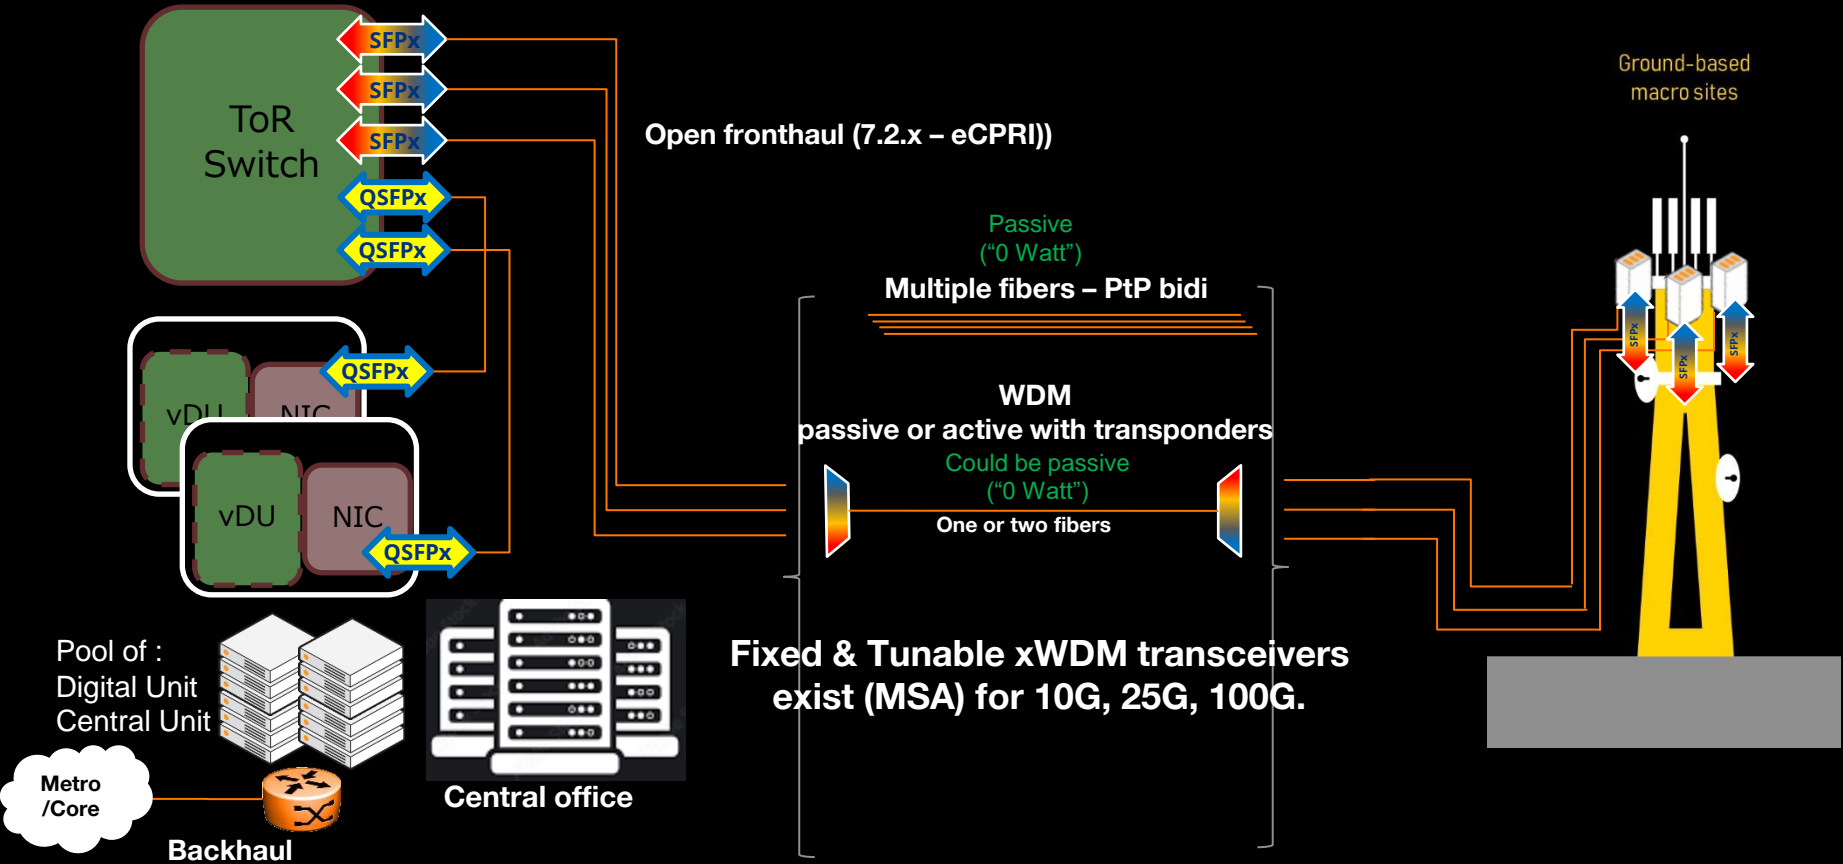 SFPx
SFPx
SFPx
QSFPx
QSFPx
ToR
Switch
QSFPx
vDU
NIC
vDU
NIC
QSFPx
Pool of :
Digital Unit
Central Unit
Metro
/Core
Backhaul
Central office
Open fronthaul (7.2.x – eCPRI))
Passive
(“0 Watt”)
Multiple fibers – PtP bidi
WDM
passive or active with transponders
Could be passive
(“0 Watt”)
One or two fibers
Fixed & Tunable xWDM transceivers
exist (MSA) for 10G, 25G, 100G.
Ground-based
macro sites
SFPx
SFPx
SFPx